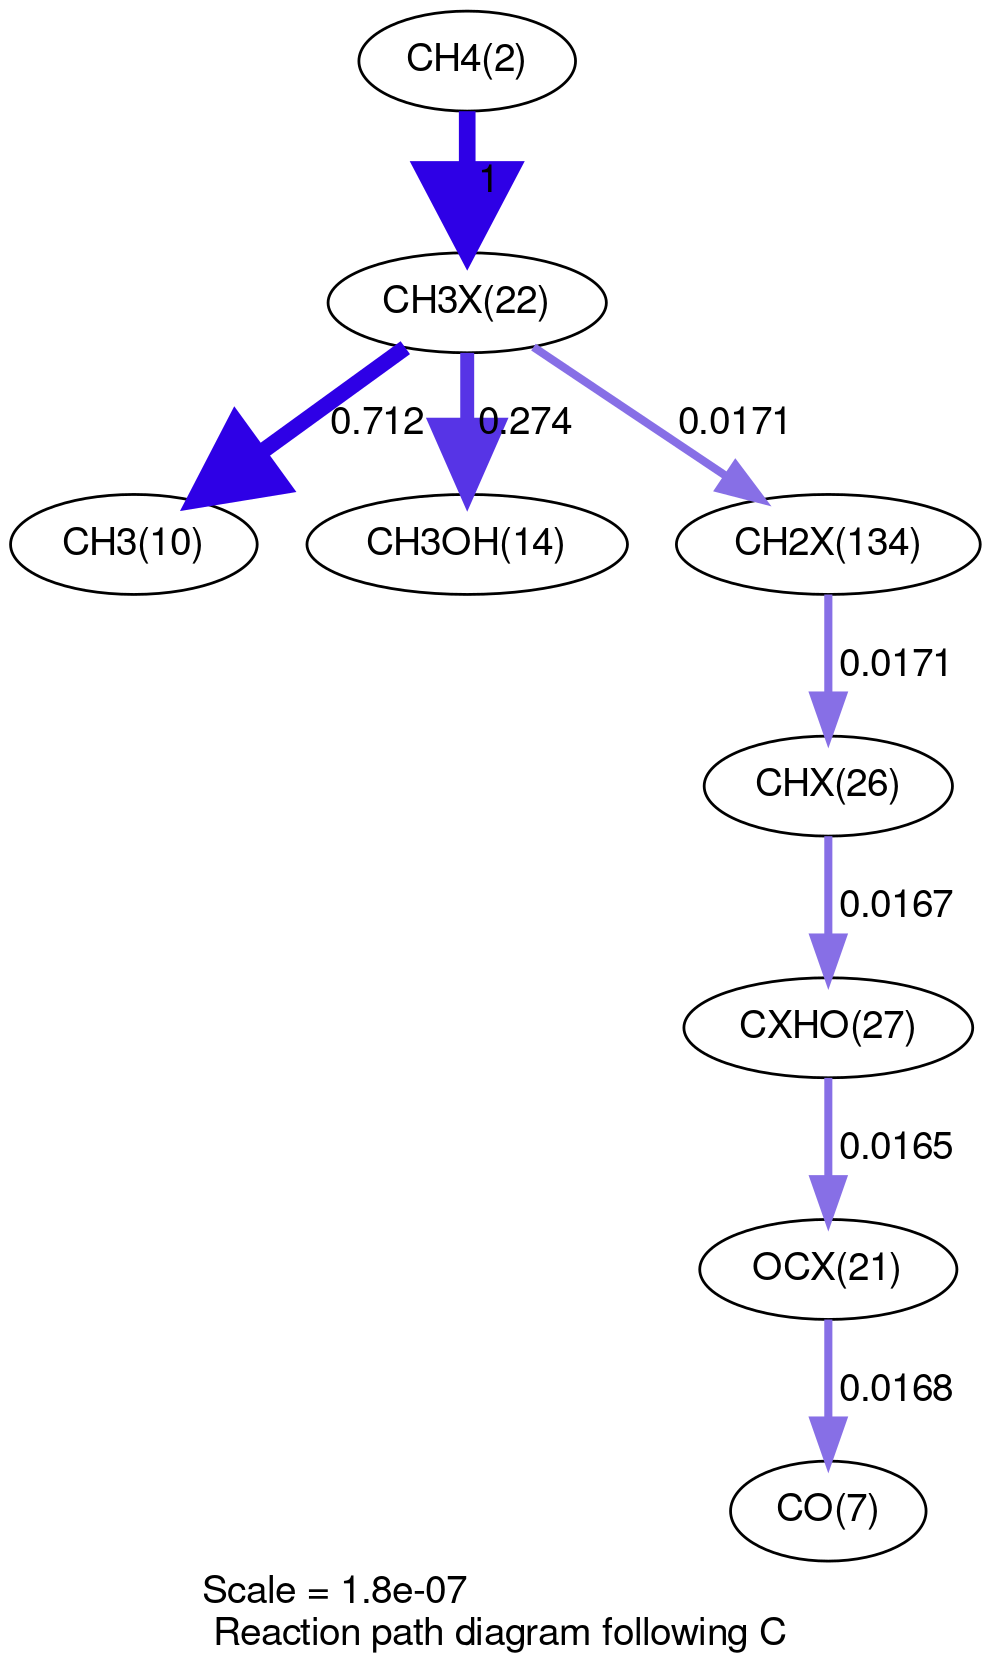 CH4(2)
1
CH3X(22)
0.712
0.274
0.0171
CH3(10)
CH3OH(14)
CH2X(134)
0.0171
CHX(26)
0.0167
CXHO(27)
0.0165
OCX(21)
0.0168
CO(7)
Scale = 1.8e-07
Reaction path diagram following C